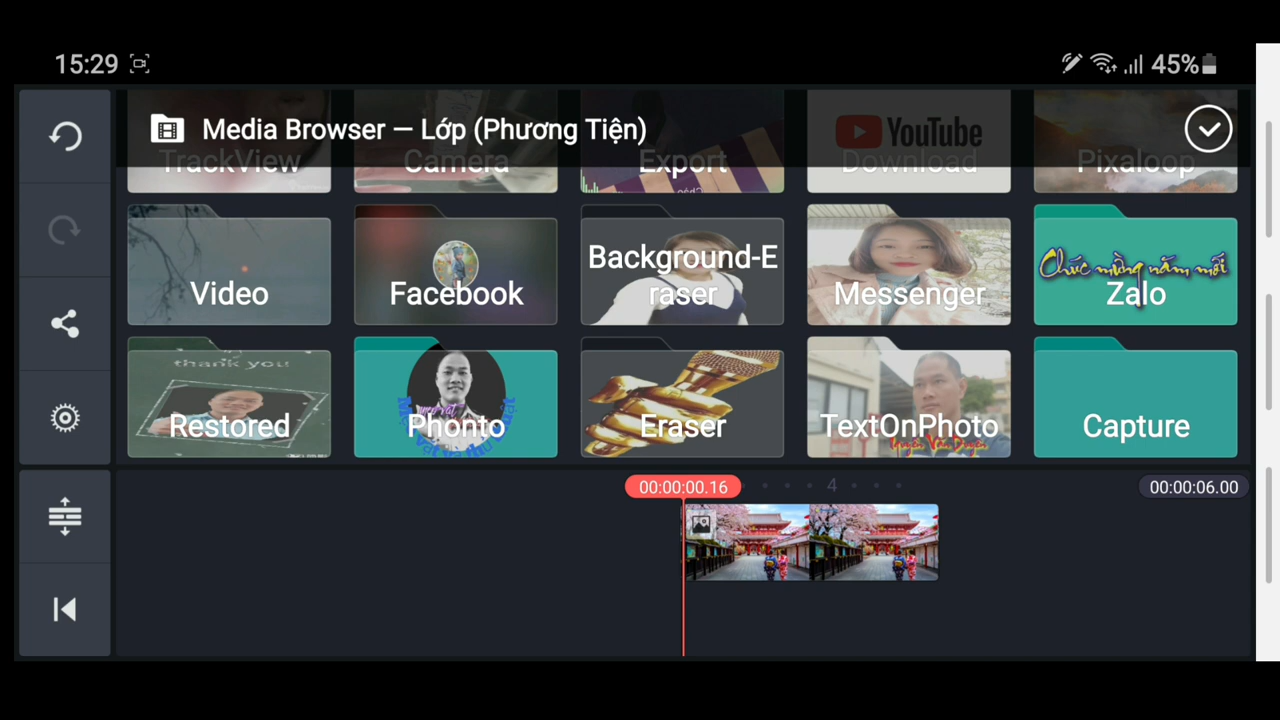 15:29
45%
Media Browser – Lớp (Phương Tiện)
TrackView
Camera
Export
YouTube
Download
Pixaloop
Video
Facebook
Background-E
raser
Messenger
Chúc mừng năm mới
Zalo
thank you
Restored
Phonto
Eraser
TextOnPhoto
Capture
00:00:00.16
4
00:00:06.00